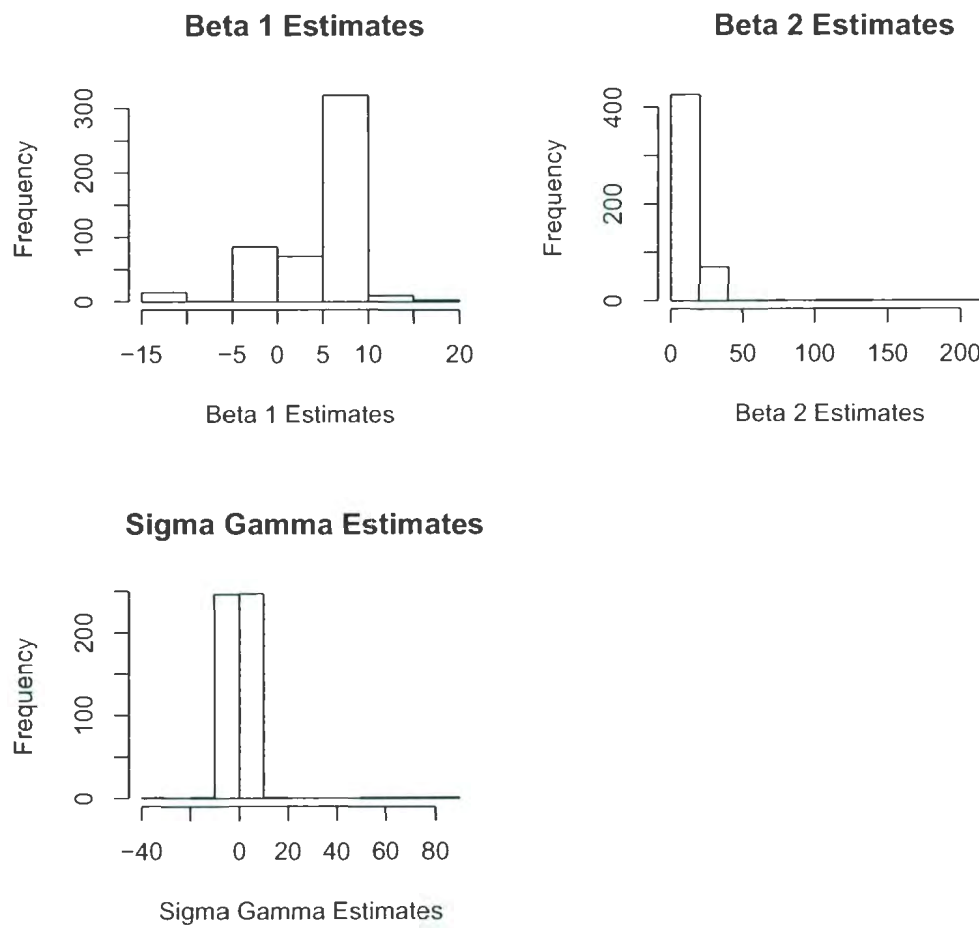 Beta 1 Estimates
Frequency
0 100 200 300
−15 −5 0 5 10 20
Beta 1 Estimates
Beta 2 Estimates
Frequency
0 200 400
0 50 100 150 200
Beta 2 Estimates
Sigma Gamma Estimates
Frequency
0 100 200
−40 0 20 40 60 80
Sigma Gamma Estimates